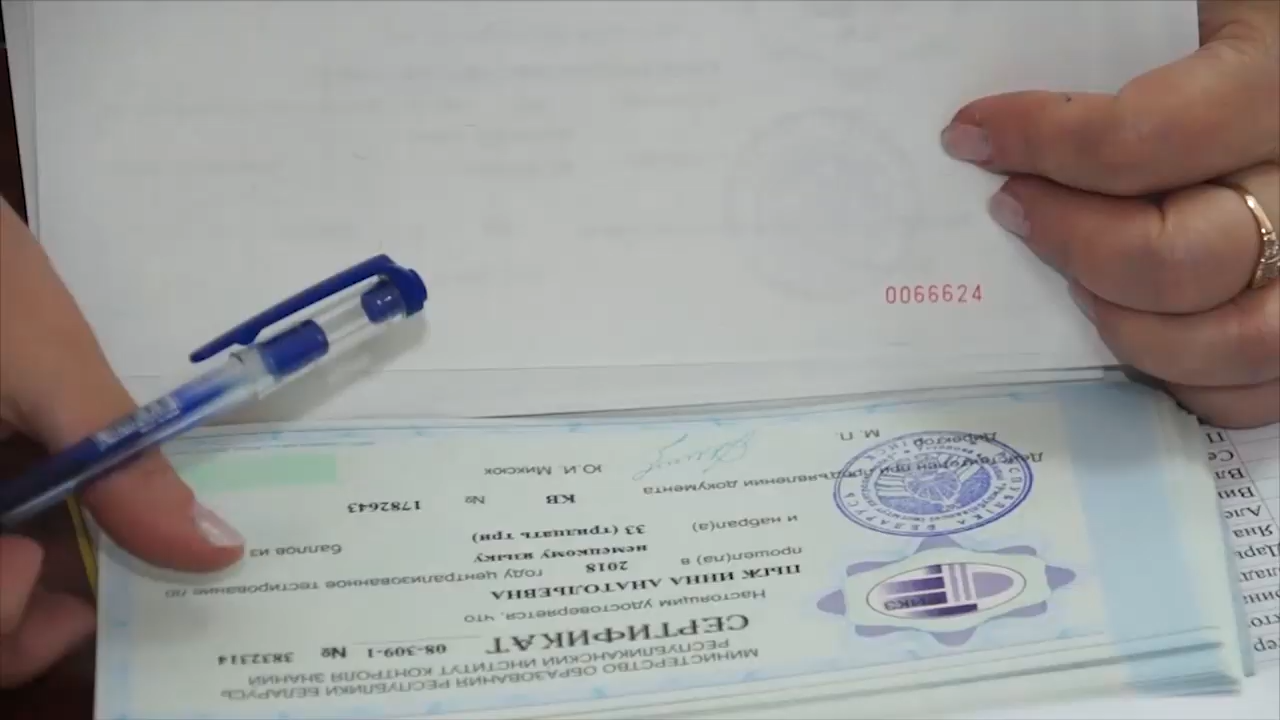 0066624
МИНИСТЕРСТВО ОБРАЗОВАНИЯ РЕСПУБЛИКИ БЕЛАРУСЬ
РЕСПУБЛИКАНСКИЙ ИНСТИТУТ КОНТРОЛЯ ЗНАНИЙ
СЕРТИФИКАТ 08-309-1 № 3832314
Настоящим удостоверяется, что
ПЫЖ ИННА АНАТОЛЬЕВНА
прошел(ла) в 2018 году централизованное тестирование по
немецкому языку
и набрал(а) 33 (тридцать три) баллов из
КВ № 1782643
Действителен при предъявлении документа
Директор Ю.И. Миксюк
М.П.
РИКЗ